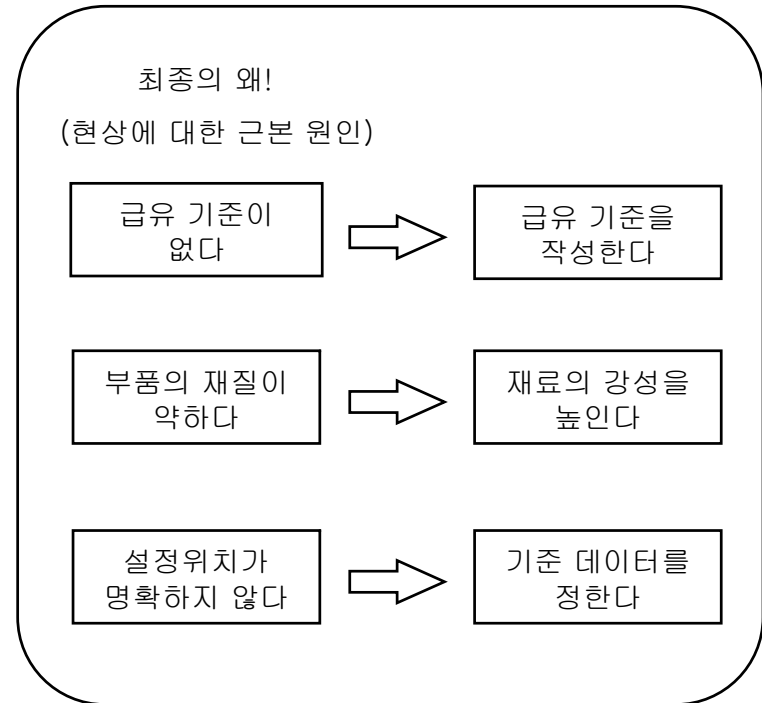 최종의 왜!
(현상에 대한 근본 원인)
급유 기준이
없다
급유 기준을
작성한다
부품의 재질이
약하다
재료의 강성을
높인다
설정위치가
명확하지 않다
기준 데이터를
정한다